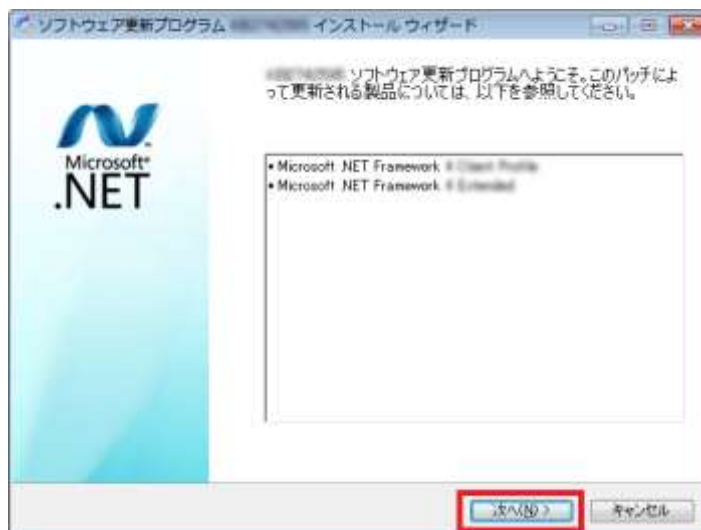 ソフトウェア更新プログラム インストール ウィザード
ソフトウェア更新プログラムへようこそ。このパッチによ
って更新される製品については、以下を参照してください。
Microsoft®
.NET
• Microsoft .NET Framework
• Microsoft .NET Framework
次へ(N) >
キャンセル